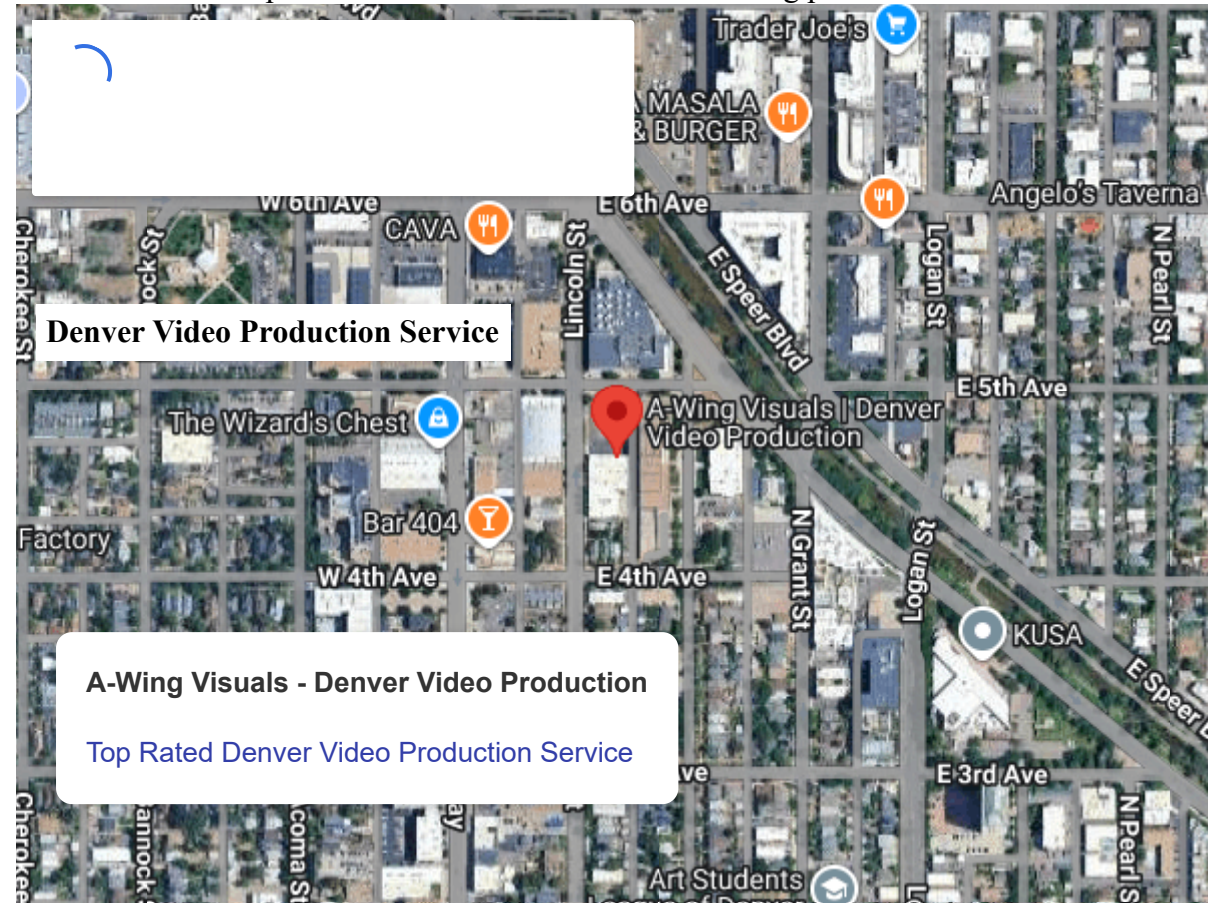 Trader Joe's
MASALA
& BURGER
W 6th Ave
E 6th Ave
Angelo's Taverna
CAVA
Cherokee St
Lincoln St
E Speer Blvd
Logan St
N Pearl St
Denver Video Production Service
E 5th Ave
The Wizard's Chest
A-Wing Visuals | Denver
Video Production
Bar 404
Factory
W 4th Ave
E 4th Ave
N Grant St
Logan St
KUSA
A-Wing Visuals - Denver Video Production
E Speer
Top Rated Denver Video Production Service
E 3rd Ave
Cherokee
N Pearl S
Art Students